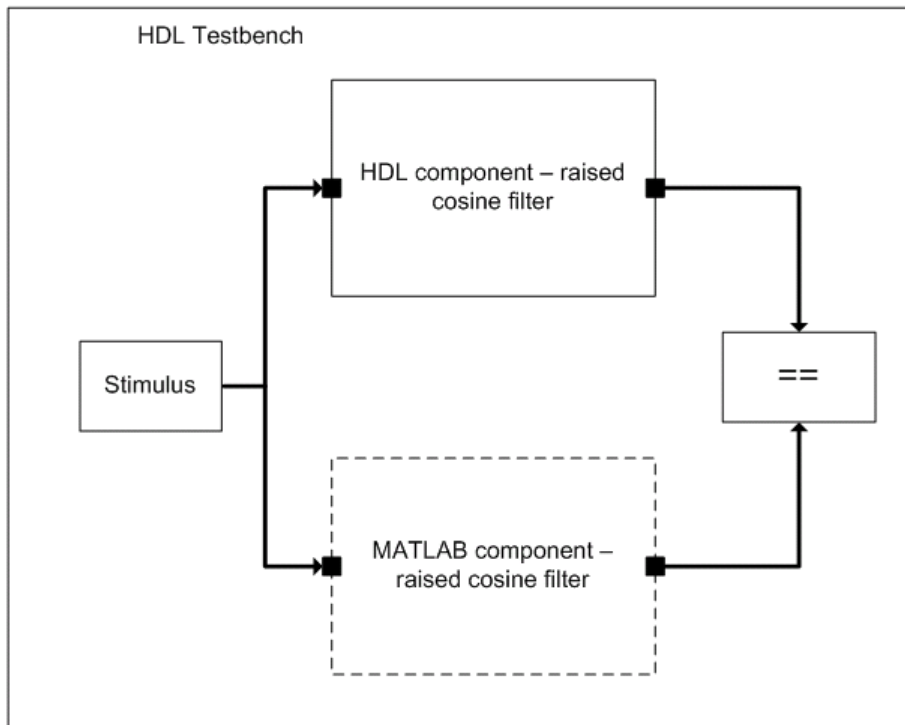 HDL Testbench
HDL component – raised
cosine filter
Stimulus
==
MATLAB component –
raised cosine filter